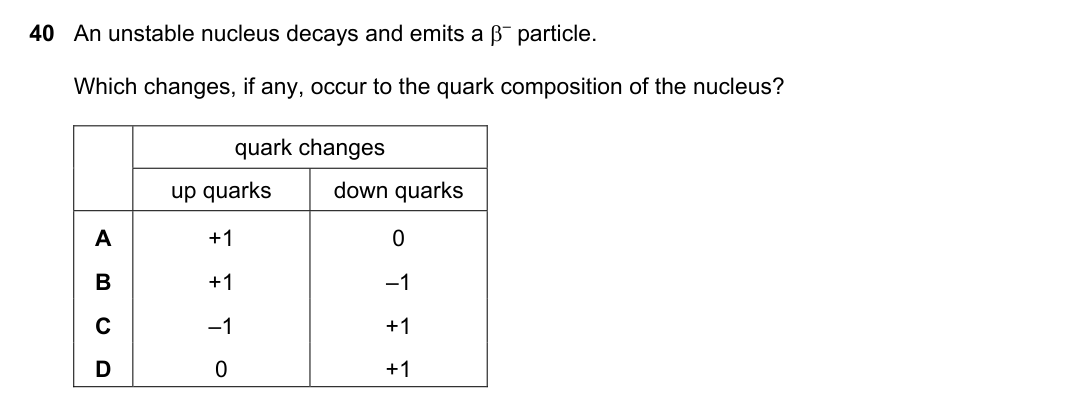 40 An unstable nucleus decays and emits a β⁻ particle.
Which changes, if any, occur to the quark composition of the nucleus?
quark changes
up quarks down quarks
A +1 0
B +1 –1
C –1 +1
D 0 +1